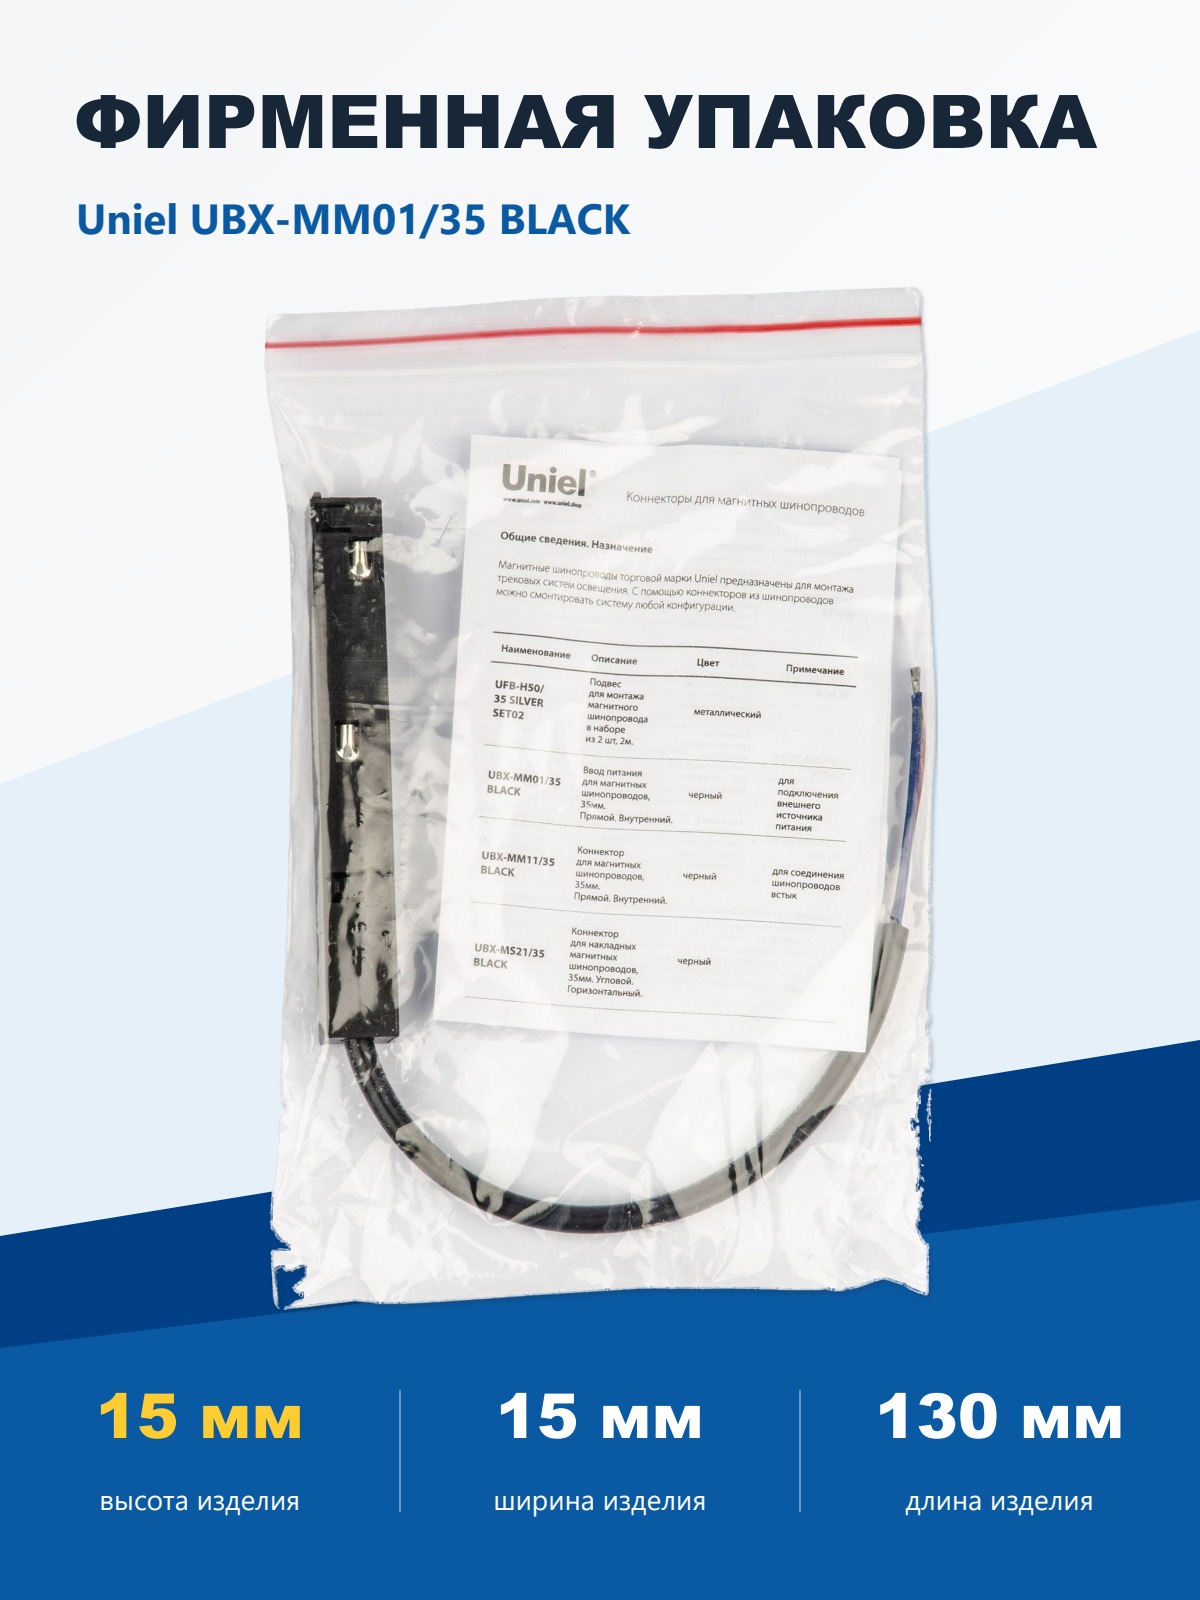 ФИРМЕННАЯ УПАКОВКА
Uniel UBX-MM01/35 BLACK
Uniel®
www.uniel.com www.uniel.shop
Коннекторы для магнитных шинопроводов
Общие сведения. Назначение
Магнитные шинопроводы торговой марки Uniel предназначены для монтажа
трековых систем освещения. С помощью коннекторов из шинопроводов
можно смонтировать систему любой конфигурации.
Наименование Описание Цвет Примечание
UFB-H50/
35 SILVER
SET02
Подвес
для монтажа
магнитного
шинопровода
в наборе
из 2 шт, 2м.
металлический
UBX-MM01/35
BLACK
Ввод питания
для магнитных
шинопроводов,
35мм.
Прямой. Внутренний.
черный
для
подключения
внешнего
источника
питания
UBX-MM11/35
BLACK
Коннектор
для магнитных
шинопроводов,
35мм.
Прямой. Внутренний.
черный
для соединения
шинопроводов
встык
UBX-MS21/35
BLACK
Коннектор
для накладных
магнитных
шинопроводов,
35мм. Угловой.
Горизонтальный.
черный
15 мм
высота изделия
15 мм
ширина изделия
130 мм
длина изделия